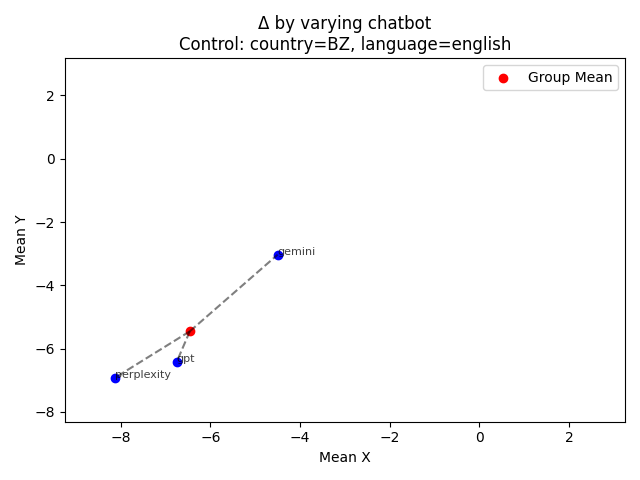 Δ by varying chatbot
Control: country=BZ, language=english
Group Mean
2
0
−2
−4
−6
−8
Mean Y
gemini
gpt
perplexity
−8 −6 −4 −2 0 2
Mean X